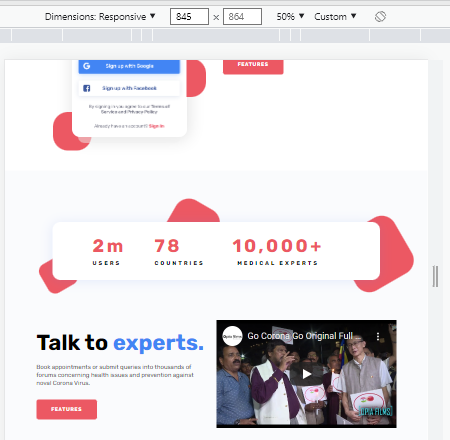 Dimensions: Responsive ▼ 845 × 864 50% ▼ Custom ▼
G Sign up with Google
FEATURES
Sign up with Facebook
By signing in you agree to our Terms of
Service and Privacy Policy
Already have an account? Sign in
2m
USERS
78
COUNTRIES
10,000+
MEDICAL EXPERTS
Talk to experts.
Book appointments or submit queries into thousands of
forums concerning health issues and prevention against
novel Corona Virus.
FEATURES
Go Corona Go Original Full...
OPIA FILMS